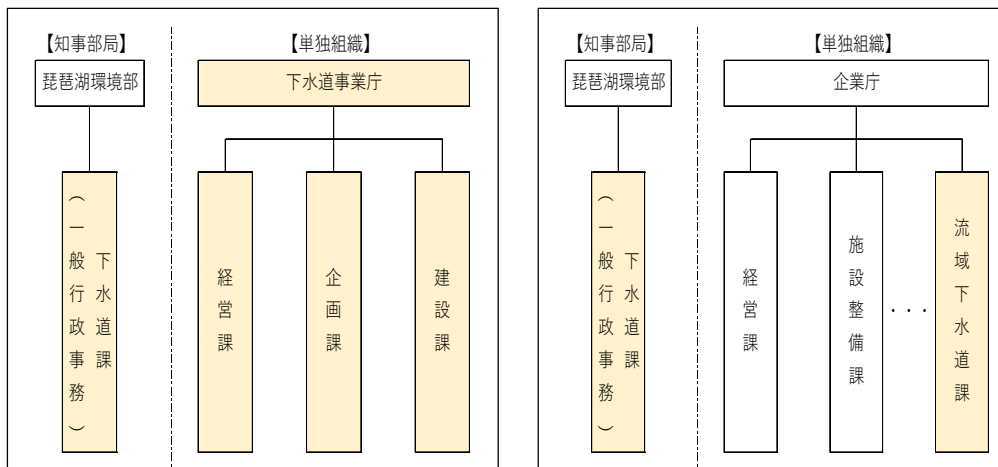 【知事部局】
【単独組織】
琵琶湖環境部
下水道事業庁
下水道課
（一般行政事務）
経営課
企画課
建設課
【知事部局】
【単独組織】
琵琶湖環境部
企業庁
下水道課
（一般行政事務）
経営課
施設整備課
・・・
流域下水道課